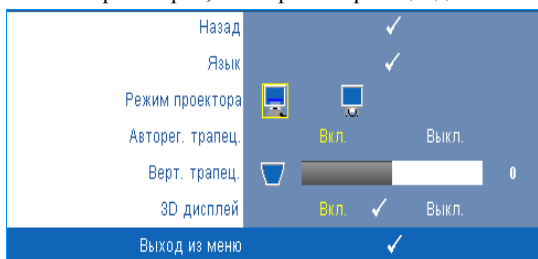 Назад
Язык
Режим проектора
Авторег. трапец. Вкл. Выкл.
Верт. трапец. 0
3D дисплей Вкл. Выкл.
Выход из меню